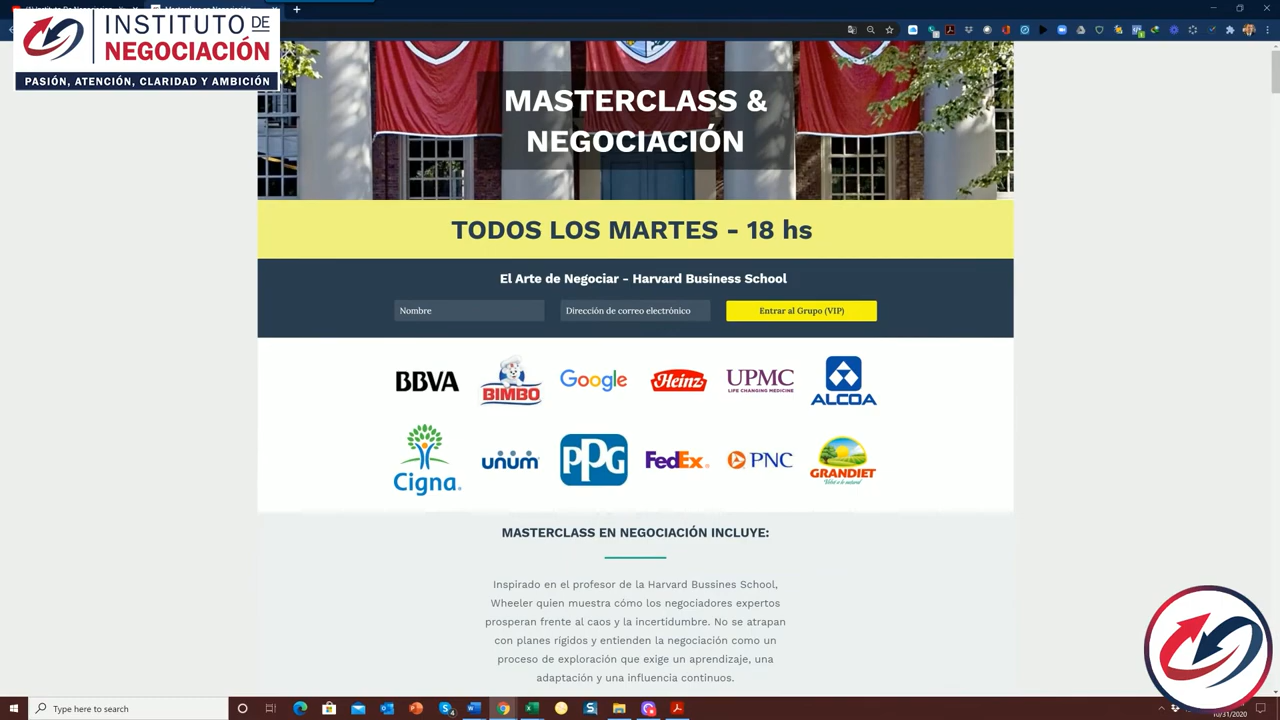 INSTITUTO DE
NEGOCIACIÓN
PASIÓN, ATENCIÓN, CLARIDAD Y AMBICIÓN
MASTERCLASS &
NEGOCIACIÓN
TODOS LOS MARTES - 18 hs
El Arte de Negociar - Harvard Business School
Nombre
Dirección de correo electrónico
Entrar al Grupo (VIP)
BBVA
BIMBO
Google
Heinz
UPMC
LIFE CHANGING MEDICINE
ALCOA
Cigna
unum
PPG
FedEx
PNC
GRANDIET
MASTERCLASS EN NEGOCIACIÓN INCLUYE:
Inspirado en el profesor de la Harvard Bussines School,
Wheeler quien muestra cómo los negociadores expertos
prosperan frente al caos y la incertidumbre. No se atrapan
con planes rígidos y entienden la negociación como un
proceso de exploración que exige un aprendizaje, una
adaptación y una influencia continuos.
Type here to search
10/31/2020